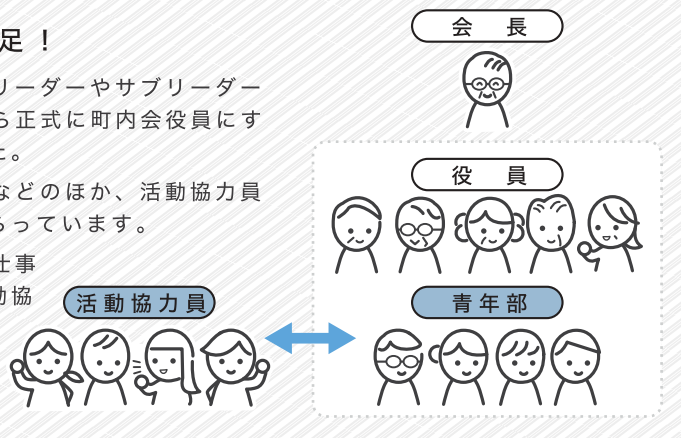 足！
リーダーやサブリーダー
ら正式に町内会役員にす
た。
などのほか、活動協力員
らっています。
仕事
動協
活動協力員
会長
役員
青年部